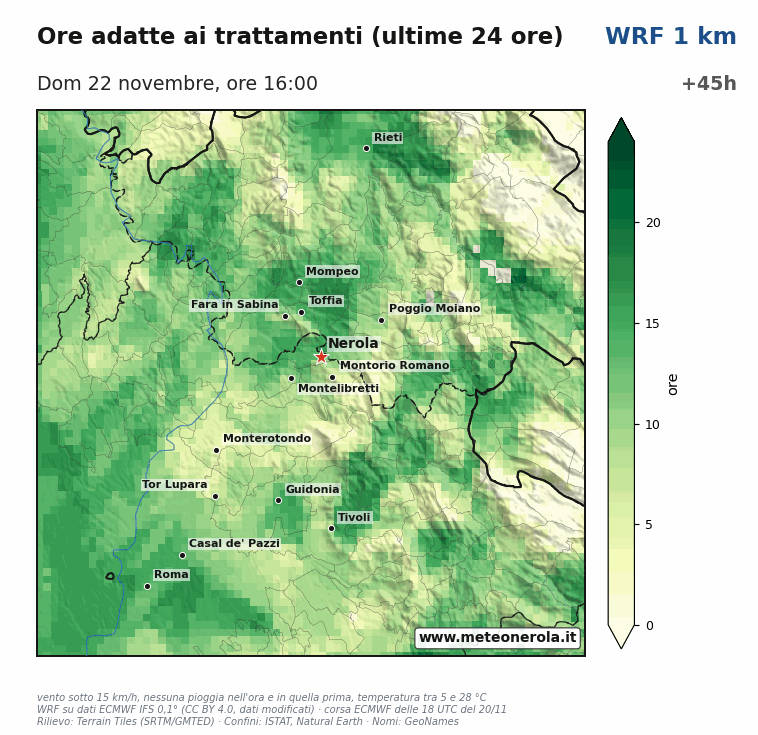 Ore adatte ai trattamenti (ultime 24 ore) WRF 1 km
Dom 22 novembre, ore 16:00 +45h
Rieti
Mompeo
Toffia
Fara in Sabina
Poggio Moiano
Nerola
Montorio Romano
Montelibretti
Monterotondo
Tor Lupara
Guidonia
Tivoli
Casal de' Pazzi
Roma
www.meteonerola.it
20
15
10
5
0
ore
vento sotto 15 km/h, nessuna pioggia nell'ora e in quella prima, temperatura tra 5 e 28 °C
WRF su dati ECMWF IFS 0,1° (CC BY 4.0, dati modificati) · corsa ECMWF delle 18 UTC del 20/11
Rilievo: Terrain Tiles (SRTM/GMTED) · Confini: ISTAT, Natural Earth · Nomi: GeoNames